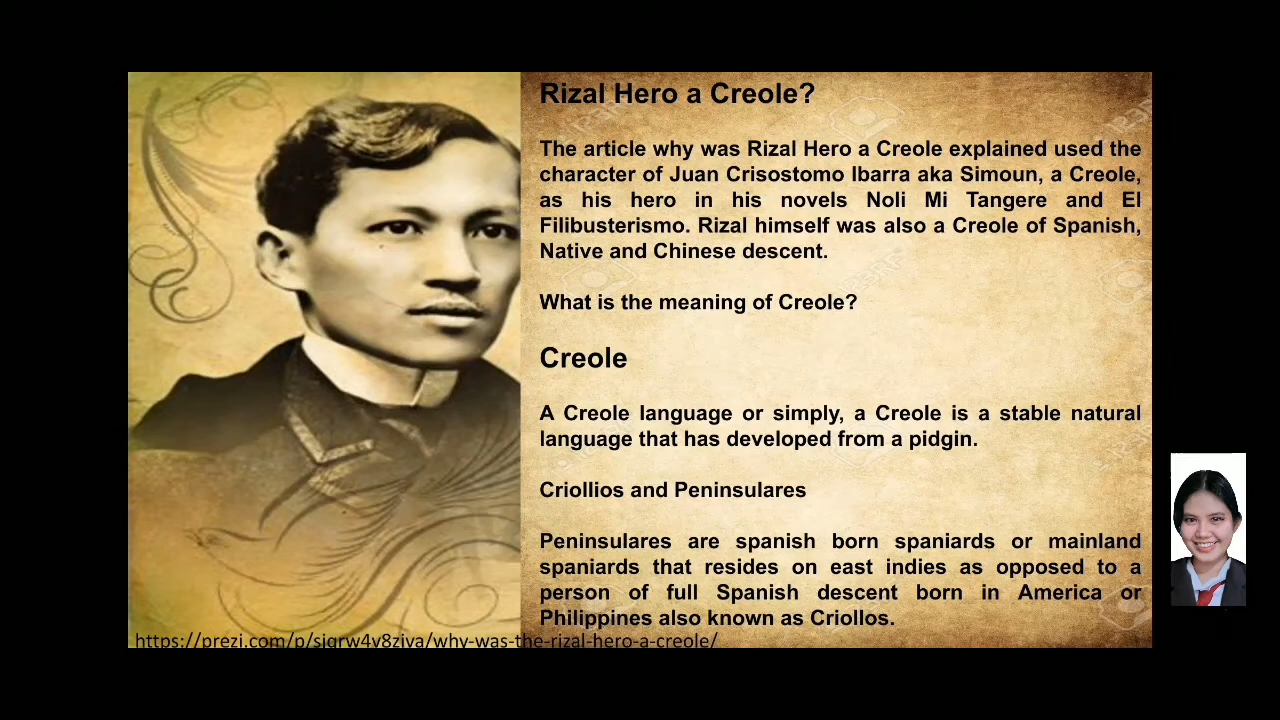 Rizal Hero a Creole?
The article why was Rizal Hero a Creole explained used the
character of Juan Crisostomo Ibarra aka Simoun, a Creole,
as his hero in his novels Noli Mi Tangere and El
Filibusterismo. Rizal himself was also a Creole of Spanish,
Native and Chinese descent.
What is the meaning of Creole?
Creole
A Creole language or simply, a Creole is a stable natural
language that has developed from a pidgin.
Criollios and Peninsulares
Peninsulares are spanish born spaniards or mainland
spaniards that resides on east indies as opposed to a
person of full Spanish descent born in America or
Philippines also known as Criollos.
https://prezi.com/p/sjqrw4v8zjva/why-was-the-rizal-hero-a-creole/